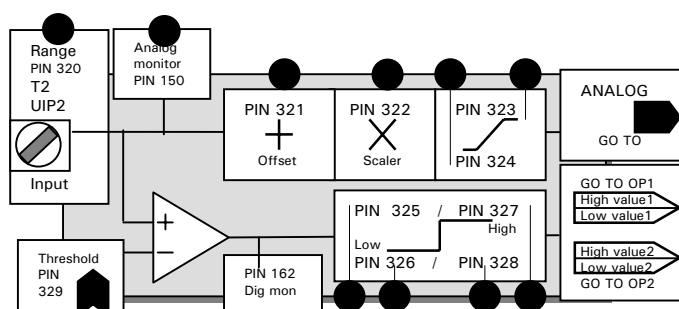 Range
PIN 320
T2
UIP2
Input
Analog
monitor
PIN 150
PIN 321
Offset
PIN 322
Scaler
PIN 323
PIN 324
ANALOG
GO TO
GO TO OP1
High value1
Low value1
High value2
Low value2
GO TO OP2
PIN 325 / PIN 327
High
Low
PIN 326 / PIN 328
Threshold
PIN
329
PIN 162
Dig mon